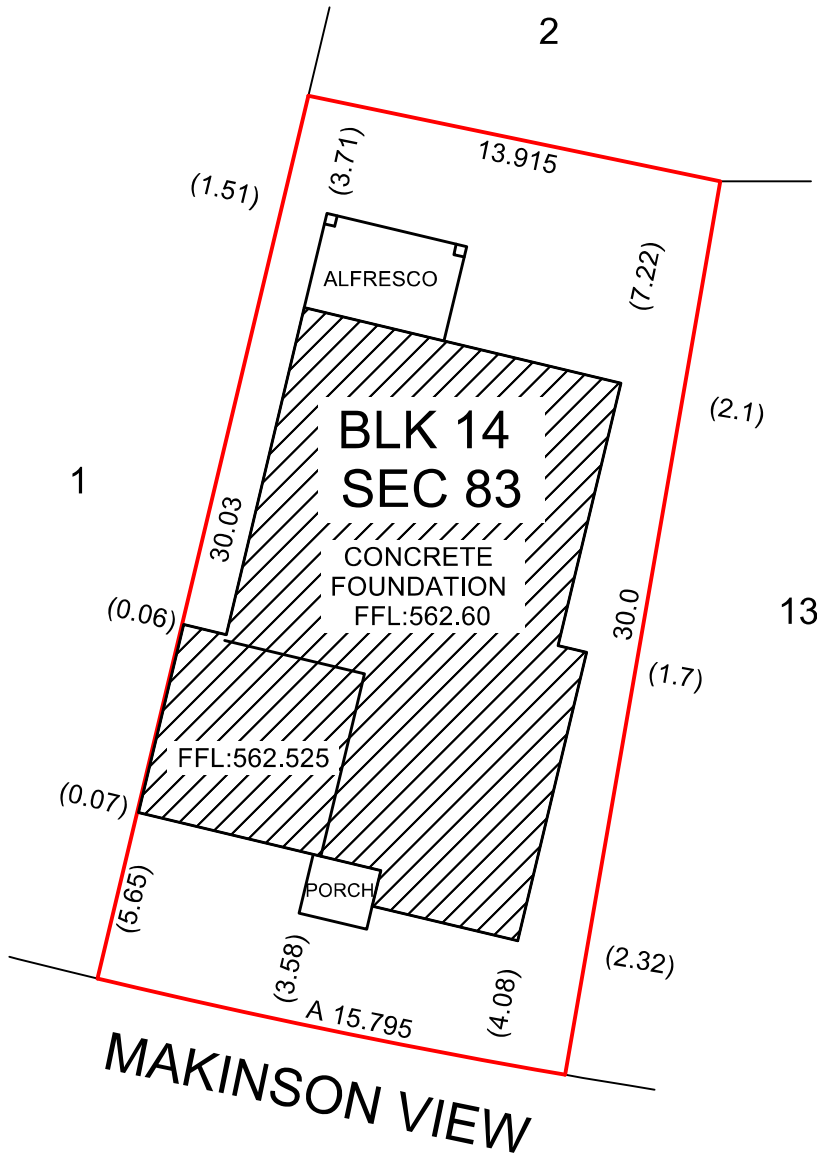 2
13.915
(3.71)
(1.51)
(7.22)
ALFRESCO
(2.1)
BLK 14
SEC 83
1
30.03
CONCRETE
FOUNDATION
FFL:562.60
30.0
13
(0.06)
(1.7)
FFL:562.525
(0.07)
(5.65)
PORCH
(3.58)
(4.08)
(2.32)
A 15.795
MAKINSON VIEW